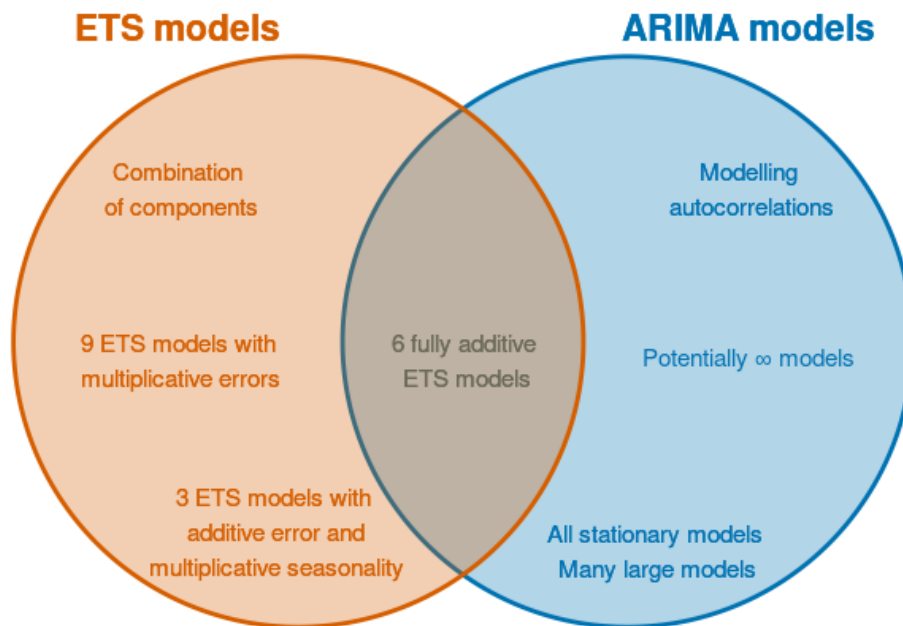 ETS models
ARIMA models
Combination
of components
Modelling
autocorrelations
9 ETS models with
multiplicative errors
6 fully additive
ETS models
Potentially ∞ models
3 ETS models with
additive error and
multiplicative seasonality
All stationary models
Many large models